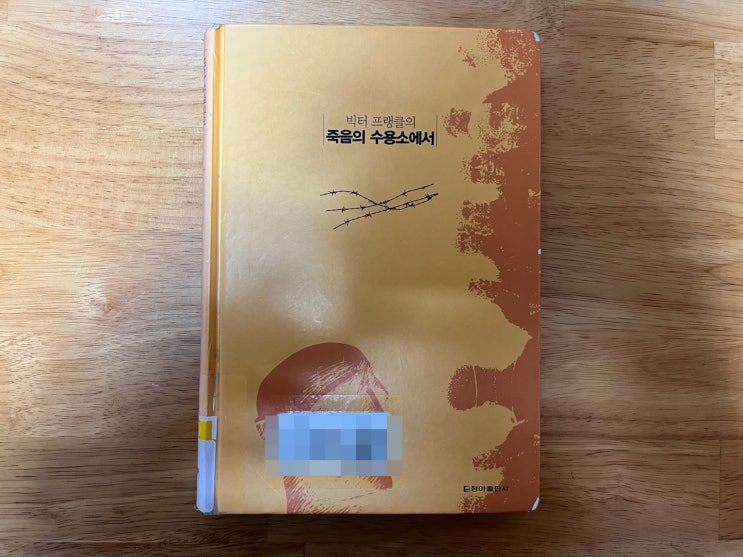 빅터 프랭클의
죽음의 수용소에서
청아출판사